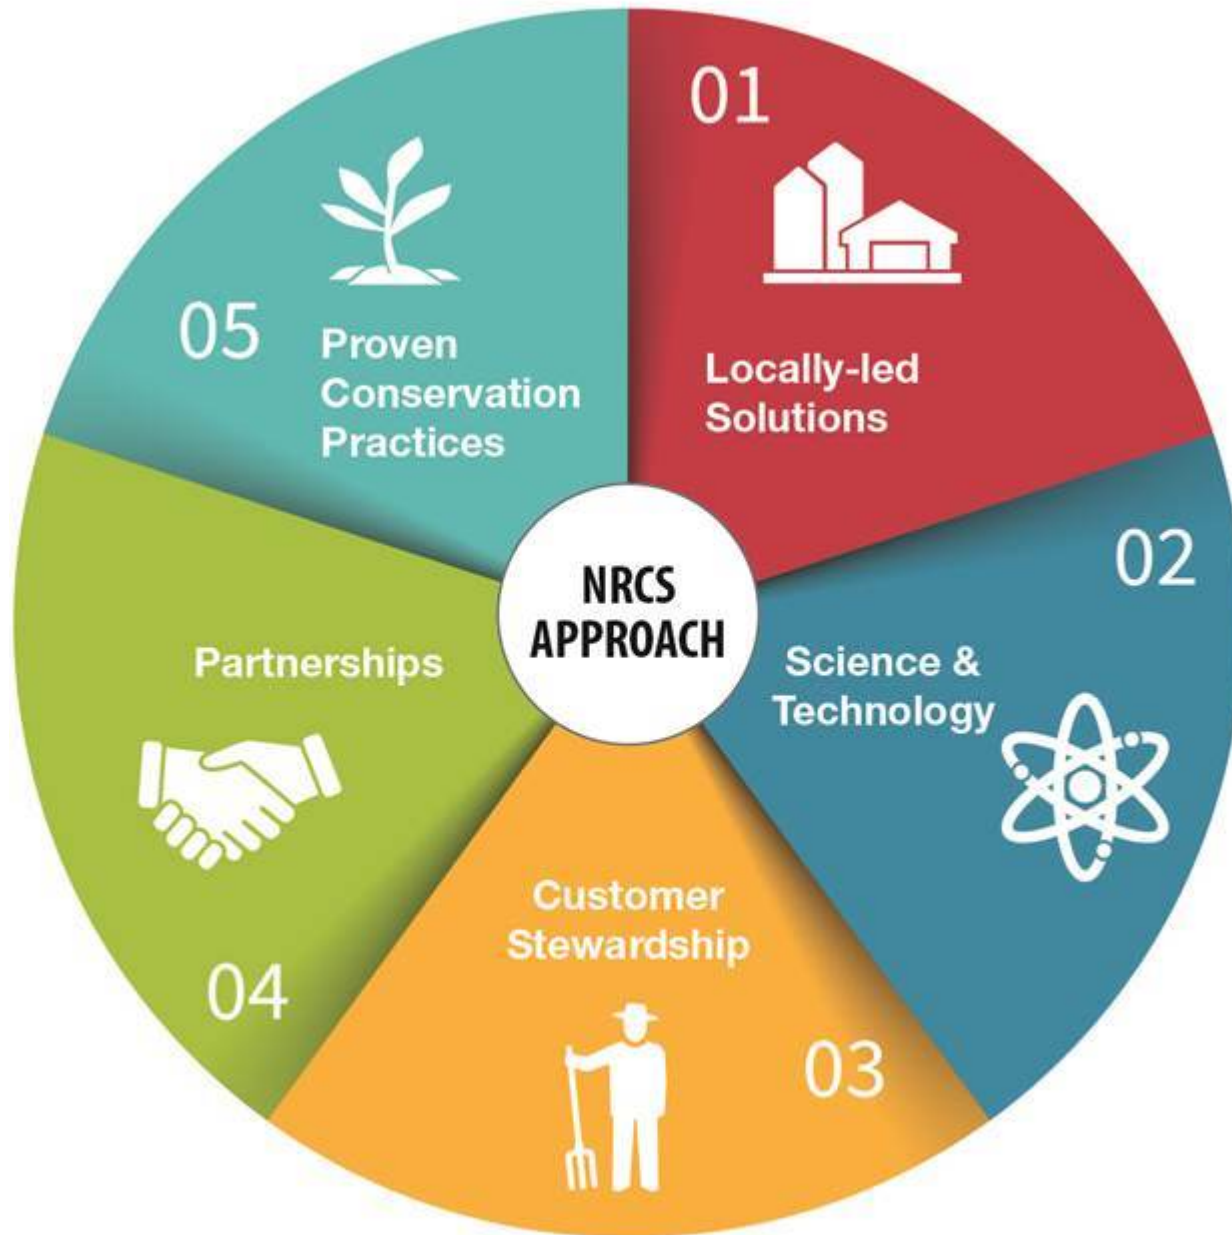 NRCS
APPROACH
01
Locally-led
Solutions
02
Science &
Technology
Customer
Stewardship
03
Partnerships
04
05
Proven
Conservation
Practices